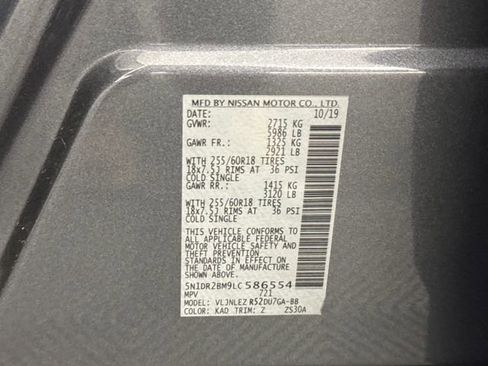 MFD BY NISSAN MOTOR CO., LTD.
DATE: 10/19
GVWR: 2715 KG
5986 LB
GAWR FR.: 1325 KG
2921 LB
WITH 255/60R18 TIRES
18x7.5J RIMS AT 36 PSI
COLD SINGLE
GAWR RR.: 1415 KG
3120 LB
WITH 255/60R18 TIRES
18x7.5J RIMS AT 36 PSI
COLD SINGLE
THIS VEHICLE CONFORMS TO
ALL APPLICABLE FEDERAL
MOTOR VEHICLE SAFETY AND
THEFT PREVENTION
STANDARDS IN EFFECT ON
THE DATE OF MANUFACTURE
SHOWN ABOVE.
5N1DR2BM9LC 586554
MPV 721
MODEL: VLJNLEZ R52DU7GA-BB
COLOR: KAD TRIM: Z ZS30A